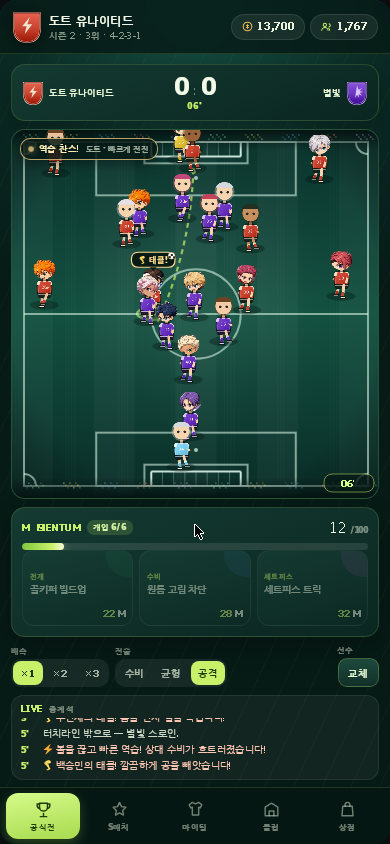 도트 유나이티드
시즌 2 · 3위 · 4-2-3-1
13,700
1,767
도트 유나이티드
0 : 0
06'
별빛
역습 찬스! 도트 · 빠르게 전진
태클!
06'
MOMENTUM 개입 6/6
12 /100
전개
골키퍼 빌드업
22 M
수비
원톱 고립 차단
28 M
세트피스
세트피스 트릭
32 M
배속
전술
선수
×1 ×2 ×3
수비 균형 공격
교체
LIVE 중계석
5' 터치라인 밖으로 — 별빛 스로인.
5' 볼을 끊고 빠른 역습! 상대 수비가 흐트러졌습니다!
5' 백승민의 태클! 깔끔하게 공을 빼앗습니다!
공식전
5매치
마이팀
클럽
상점